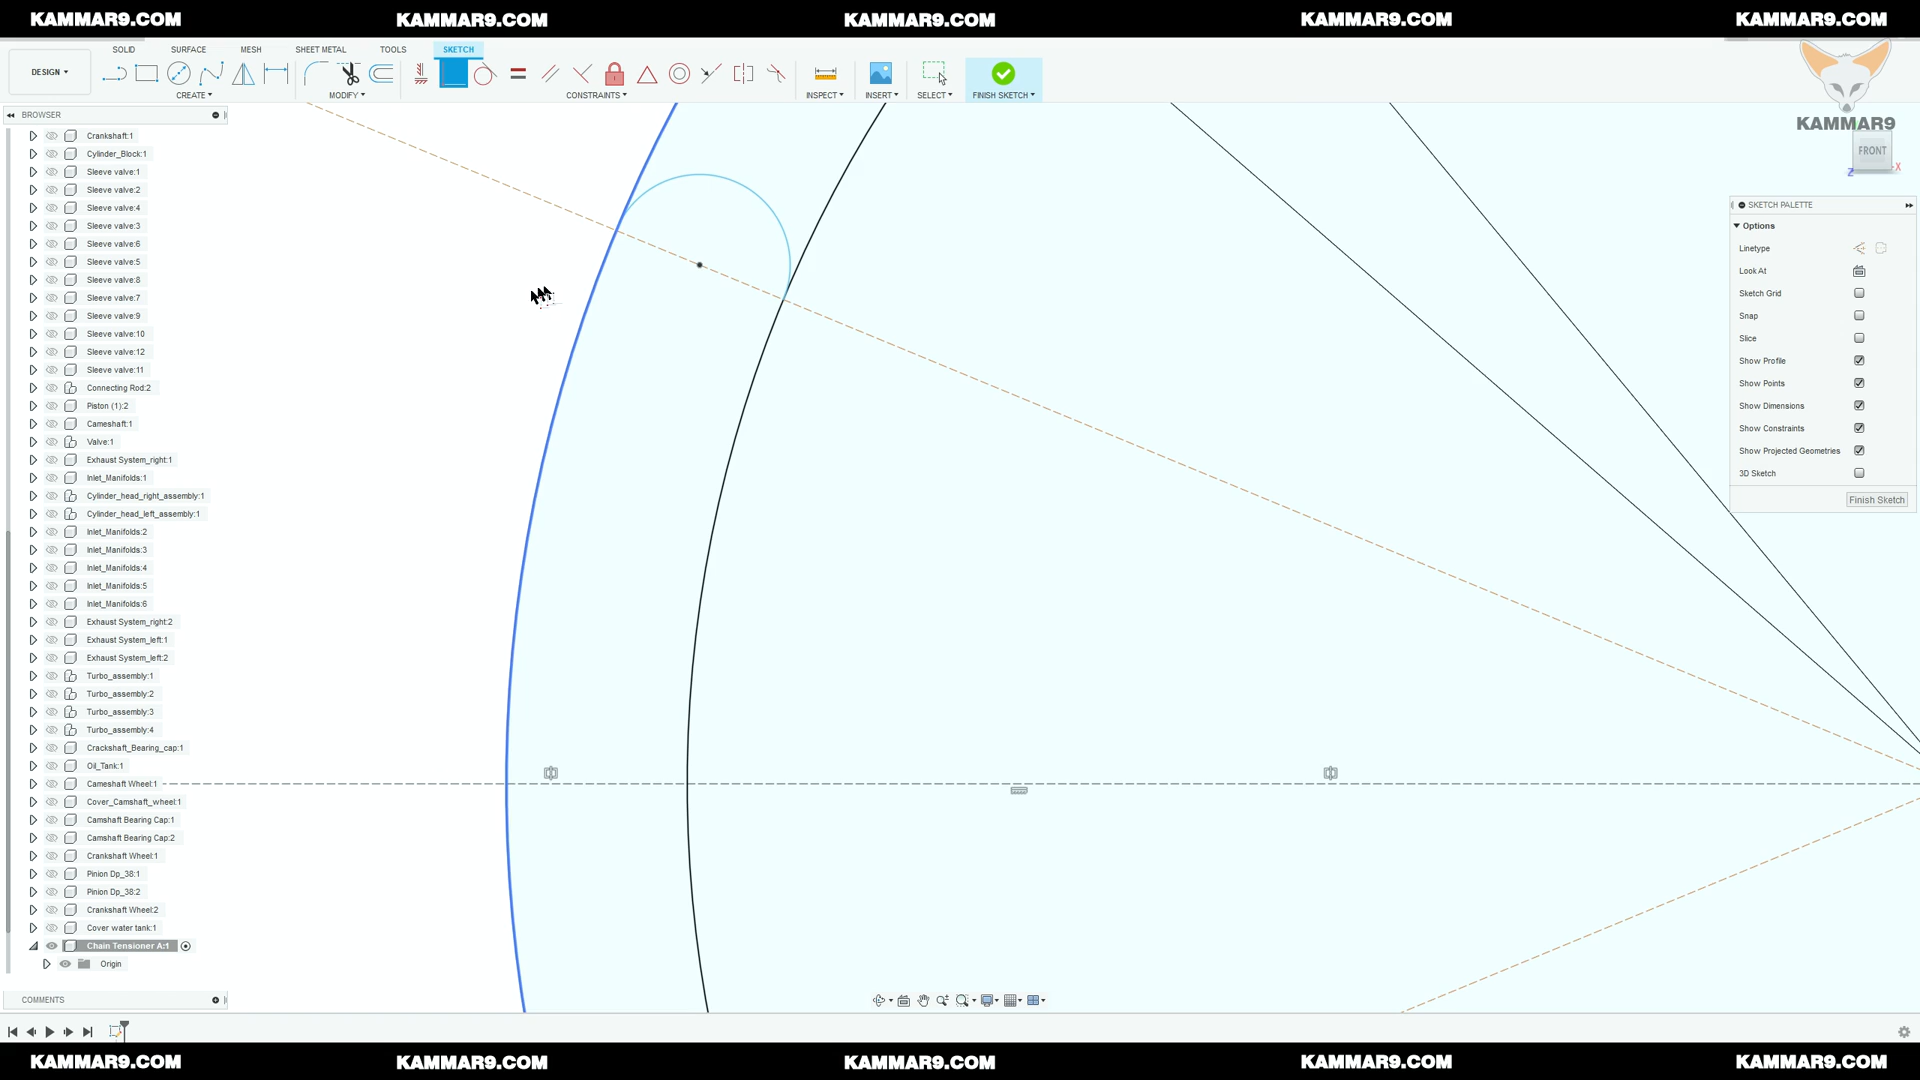 KAMMAR9.COM KAMMAR9.COM KAMMAR9.COM KAMMAR9.COM KAMMAR9.COM
SOLID SURFACE MESH SHEET METAL TOOLS SKETCH
DESIGN
CREATE MODIFY CONSTRAINTS INSPECT INSERT SELECT FINISH SKETCH
KAMMAR9
FRONT
X
Z
BROWSER
Crankshaft:1
Cylinder_Block:1
Sleeve valve:1
Sleeve valve:2
Sleeve valve:4
Sleeve valve:3
Sleeve valve:6
Sleeve valve:5
Sleeve valve:8
Sleeve valve:7
Sleeve valve:9
Sleeve valve:10
Sleeve valve:12
Sleeve valve:11
Connecting Rod:2
Piston (1):2
Cameshaft:1
Valve:1
Exhaust System_right:1
Inlet_Manifolds:1
Cylinder_head_right_assembly:1
Cylinder_head_left_assembly:1
Inlet_Manifolds:2
Inlet_Manifolds:3
Inlet_Manifolds:4
Inlet_Manifolds:5
Inlet_Manifolds:6
Exhaust System_right:2
Exhaust System_left:1
Exhaust System_left:2
Turbo_assembly:1
Turbo_assembly:2
Turbo_assembly:3
Turbo_assembly:4
Crackshaft_Bearing_cap:1
Oil_Tank:1
Cameshaft Wheel:1
Cover_Camshaft_wheel:1
Camshaft Bearing Cap:1
Camshaft Bearing Cap:2
Crankshaft Wheel:1
Pinion Dp_38:1
Pinion Dp_38:2
Crankshaft Wheel:2
Cover water tank:1
Chain Tensioner A:1
Origin
COMMENTS
SKETCH PALETTE
Options
Linetype
Look At
Sketch Grid
Snap
Slice
Show Profile
Show Points
Show Dimensions
Show Constraints
Show Projected Geometries
3D Sketch
Finish Sketch
KAMMAR9.COM KAMMAR9.COM KAMMAR9.COM KAMMAR9.COM KAMMAR9.COM